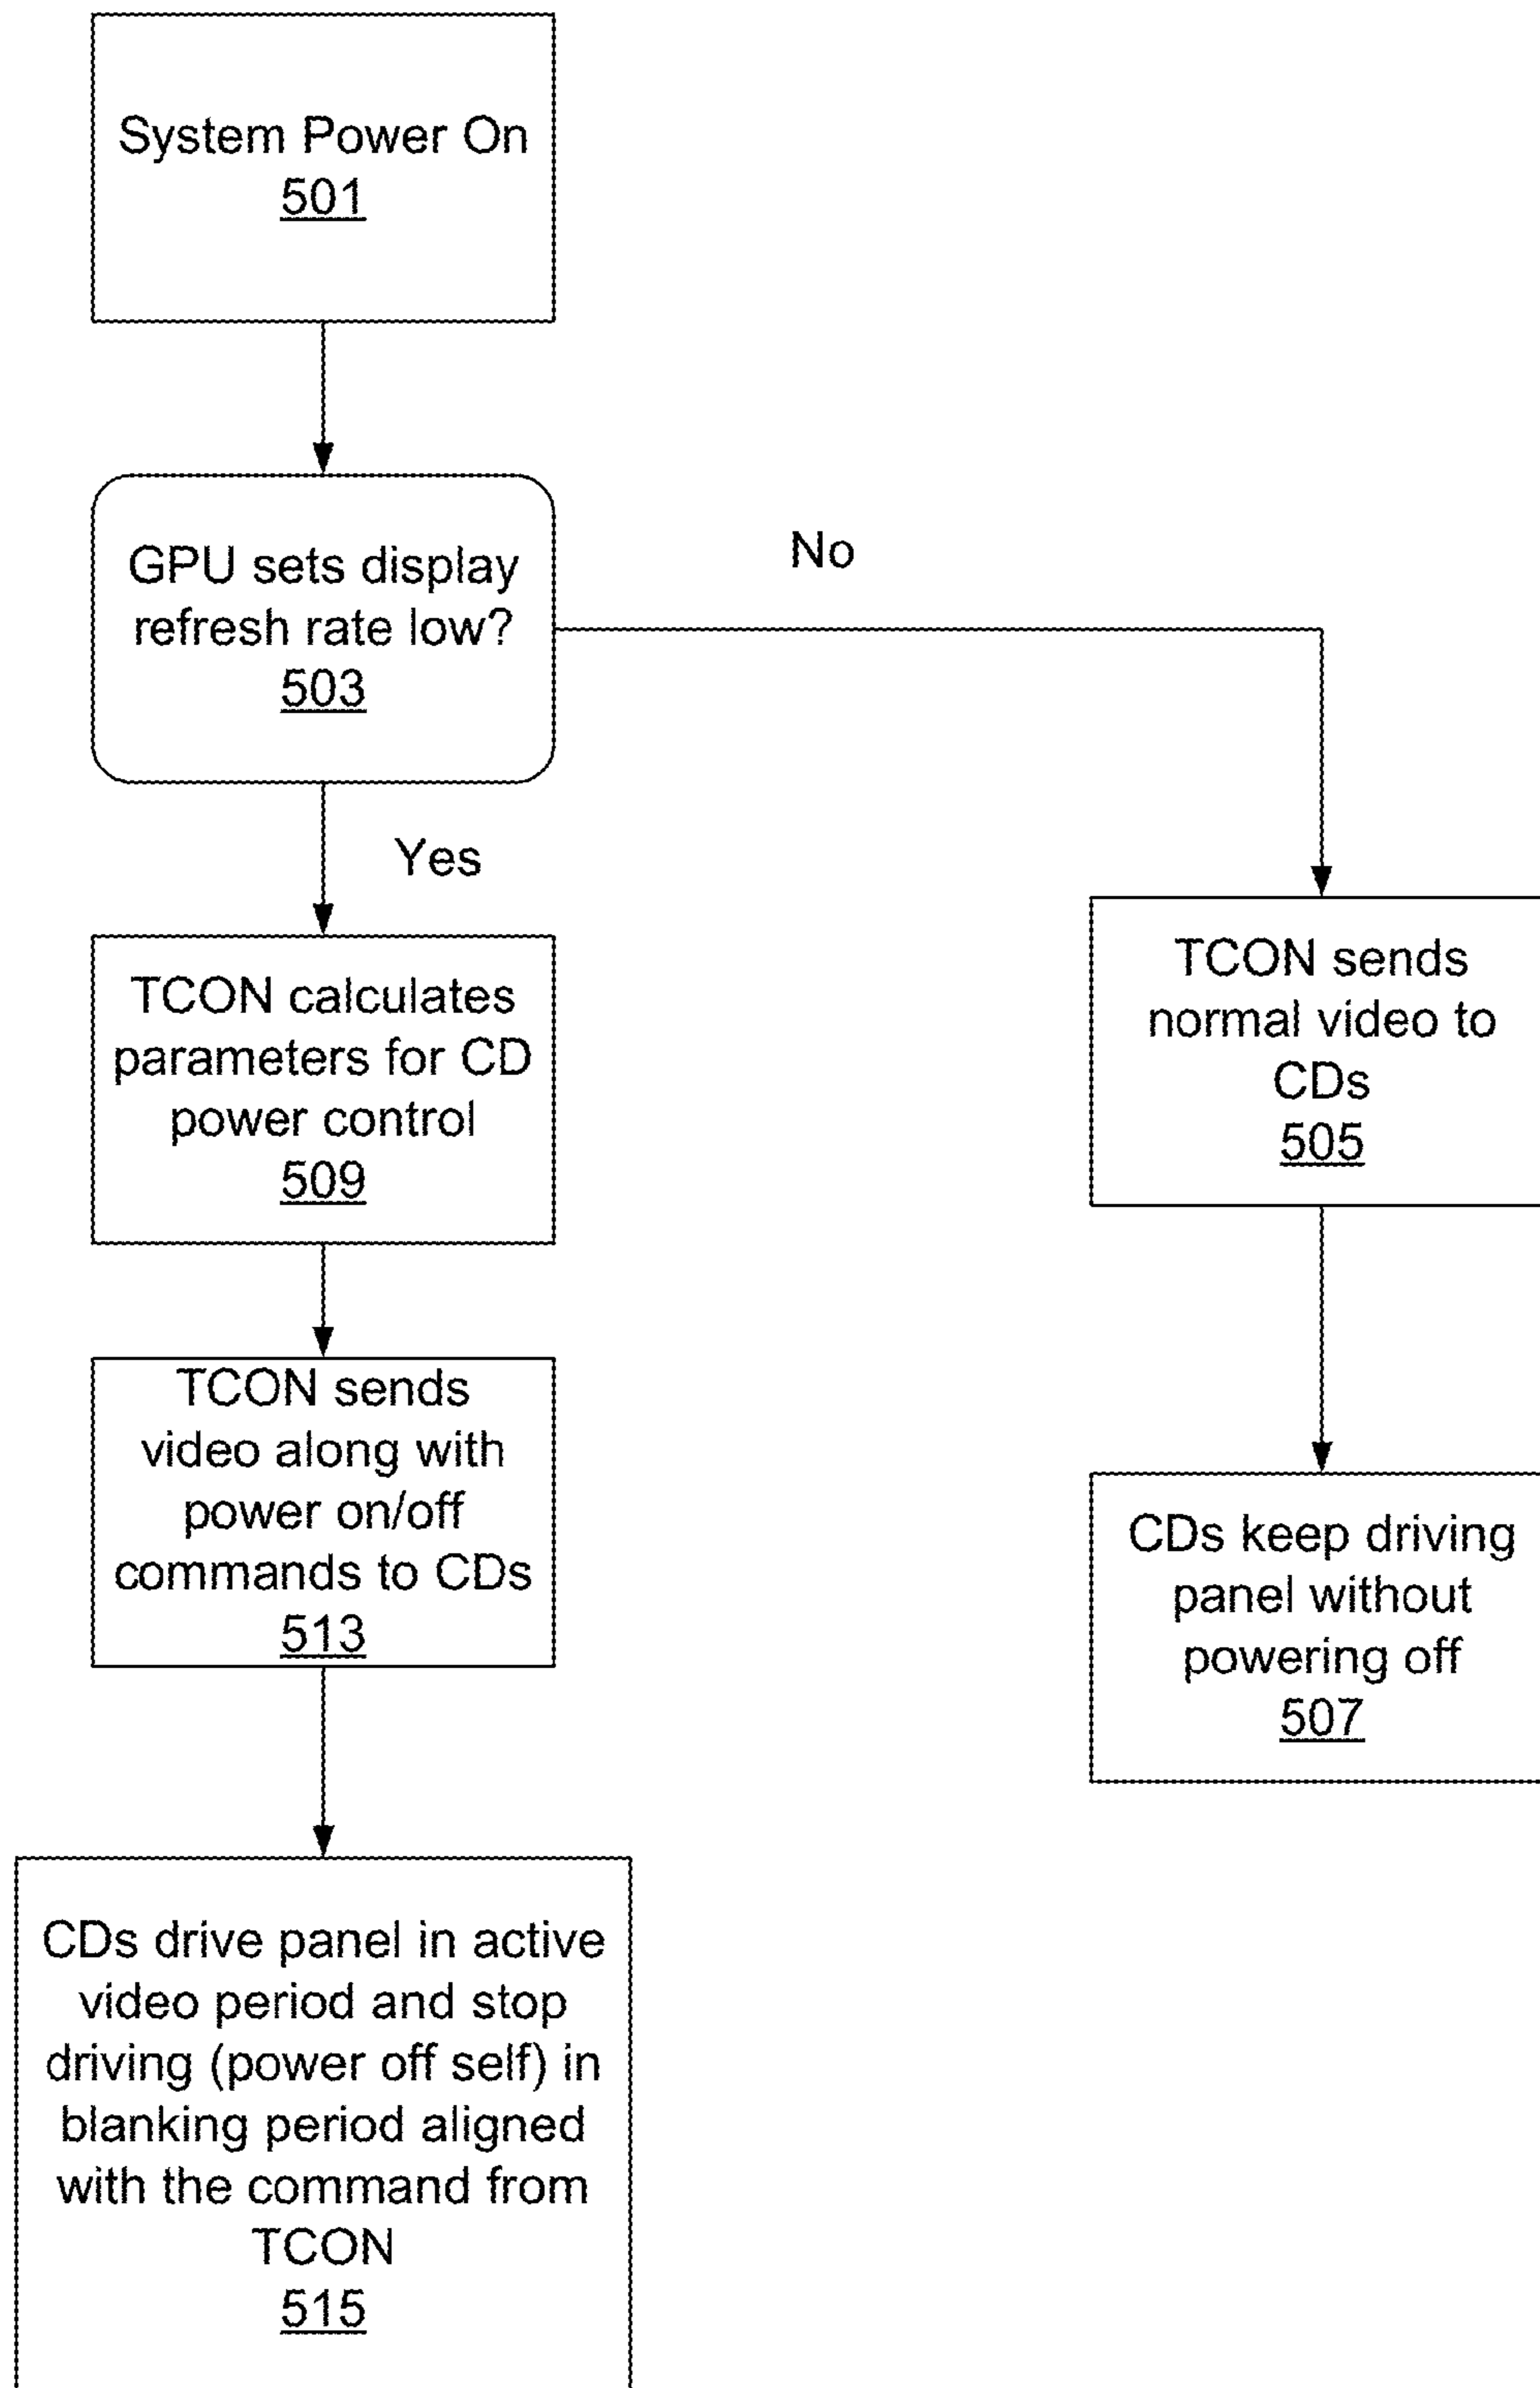 System Power On
501
GPU sets display
refresh rate low?
503
No
Yes
TCON calculates
parameters for CD
power control
509
TCON sends
normal video to
CDs
505
TCON sends
video along with
power on/off
commands to CDs
513
CDs keep driving
panel without
powering off
507
CDs drive panel in active
video period and stop
driving (power off self) in
blanking period aligned
with the command from
TCON
515